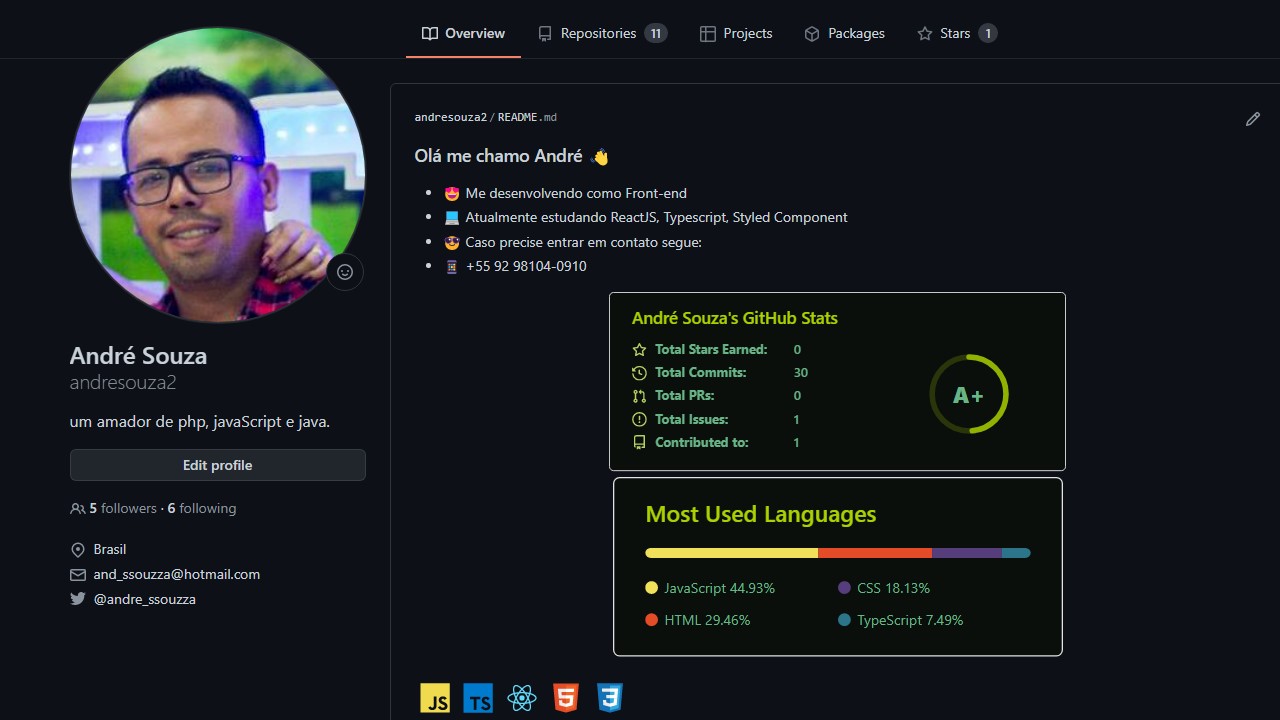 Overview
Repositories 11
Projects
Packages
Stars 1
André Souza
andresouza2
um amador de php, javaScript e java.
Edit profile
5 followers · 6 following
Brasil
and_ssouzza@hotmail.com
@andre_ssouzza
andresouza2/README.md
Olá me chamo André 👋
🤩 Me desenvolvendo como Front-end
💻 Atualmente estudando ReactJS, Typescript, Styled Component
😎 Caso precise entrar em contato segue:
📱 +55 92 98104-0910
André Souza's GitHub Stats
Total Stars Earned: 0
Total Commits: 30
Total PRs: 0
Total Issues: 1
Contributed to: 1
A+
Most Used Languages
JavaScript 44.93%
CSS 18.13%
HTML 29.46%
TypeScript 7.49%
JS
TS
5
3